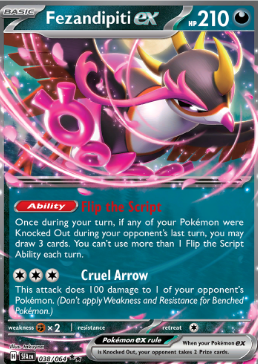 BASIC
Fezandipiti ex HP 210
Ability Flip the Script
Once during your turn, if any of your Pokémon were
Knocked Out during your opponent's last turn, you may
draw 3 cards. You can't use more than 1 Flip the Script
Ability each turn.
Cruel Arrow
This attack does 100 damage to 1 of your opponent's
Pokémon. (Don't apply Weakness and Resistance for Benched
Pokémon.)
weakness × 2 resistance retreat
Pokémon ex rule
When your Pokémon ex
is Knocked Out, your opponent takes 2 Prize cards.
SFA EN 038/064